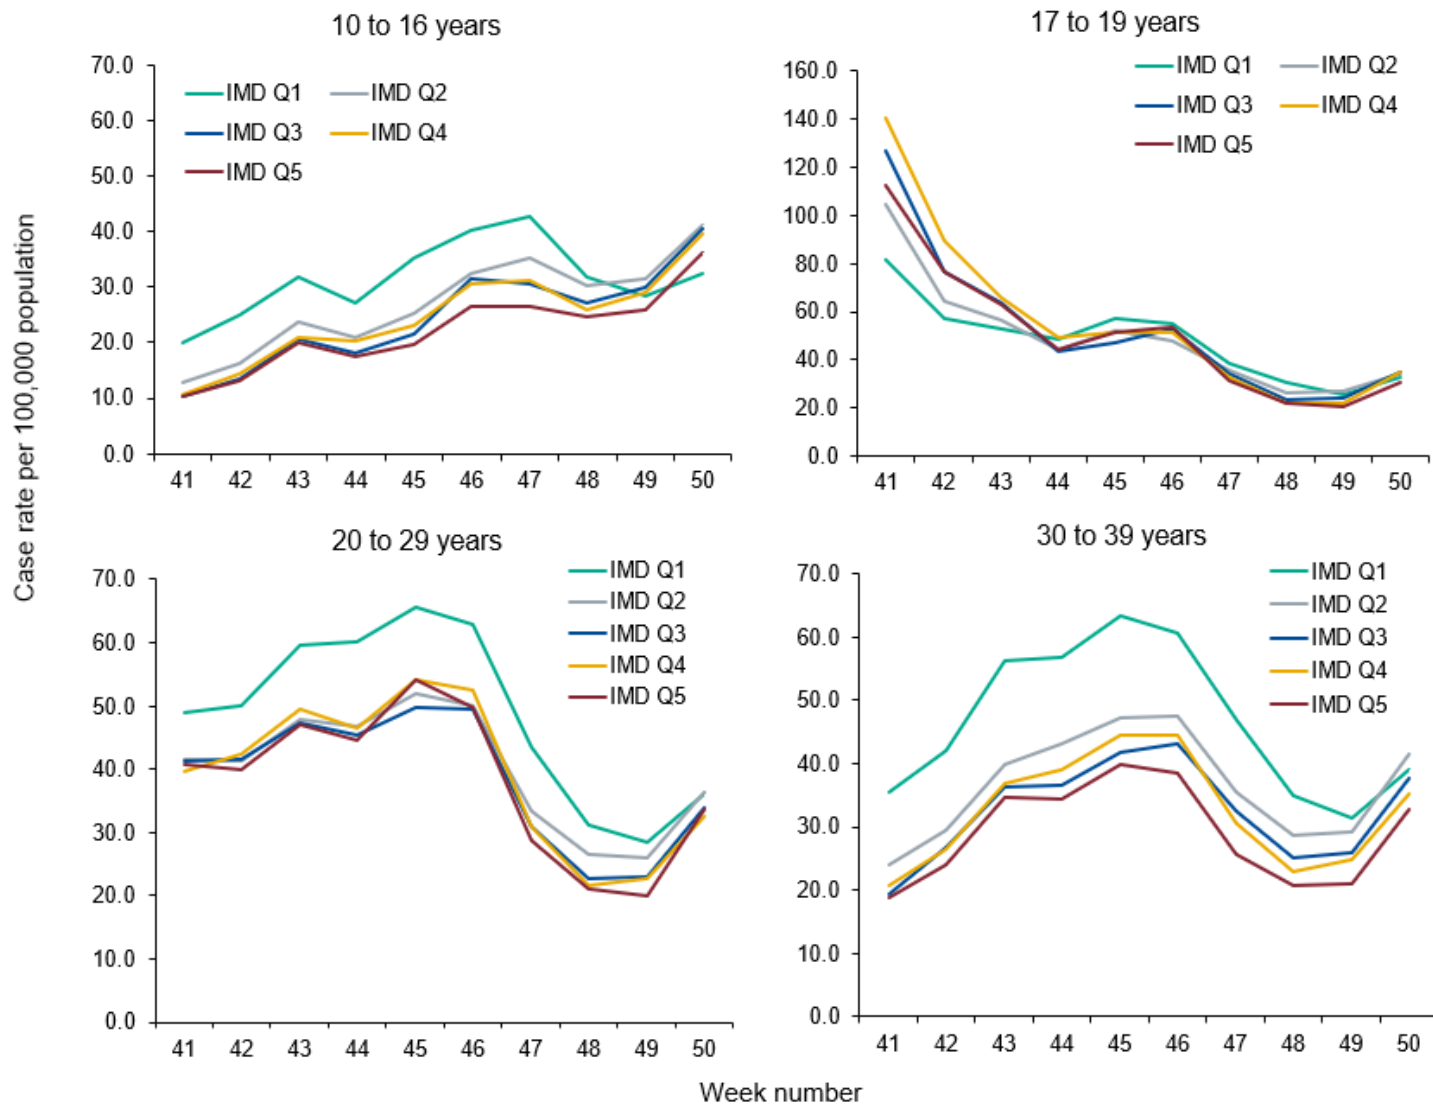 10 to 16 years
70.0
60.0
50.0
40.0
30.0
20.0
10.0
0.0
IMD Q1 IMD Q2
IMD Q3 IMD Q4
IMD Q5
41 42 43 44 45 46 47 48 49 50
17 to 19 years
160.0
140.0
120.0
100.0
80.0
60.0
40.0
20.0
0.0
IMD Q1 IMD Q2
IMD Q3 IMD Q4
IMD Q5
41 42 43 44 45 46 47 48 49 50
Case rate per 100,000 population
20 to 29 years
70.0
60.0
50.0
40.0
30.0
20.0
10.0
0.0
IMD Q1
IMD Q2
IMD Q3
IMD Q4
IMD Q5
41 42 43 44 45 46 47 48 49 50
30 to 39 years
70.0
60.0
50.0
40.0
30.0
20.0
10.0
0.0
IMD Q1
IMD Q2
IMD Q3
IMD Q4
IMD Q5
41 42 43 44 45 46 47 48 49 50
Week number